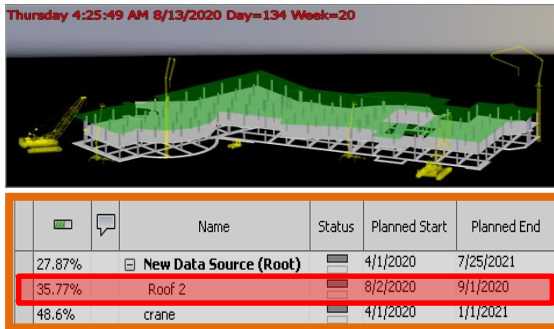 Thursday 4:25:49 AM 8/13/2020 Day=134 Week=20
Name Status Planned Start Planned End
27.87% New Data Source (Root) 4/1/2020 7/25/2021
35.77% Roof 2 8/2/2020 9/1/2020
48.6% crane 4/1/2020 1/1/2021